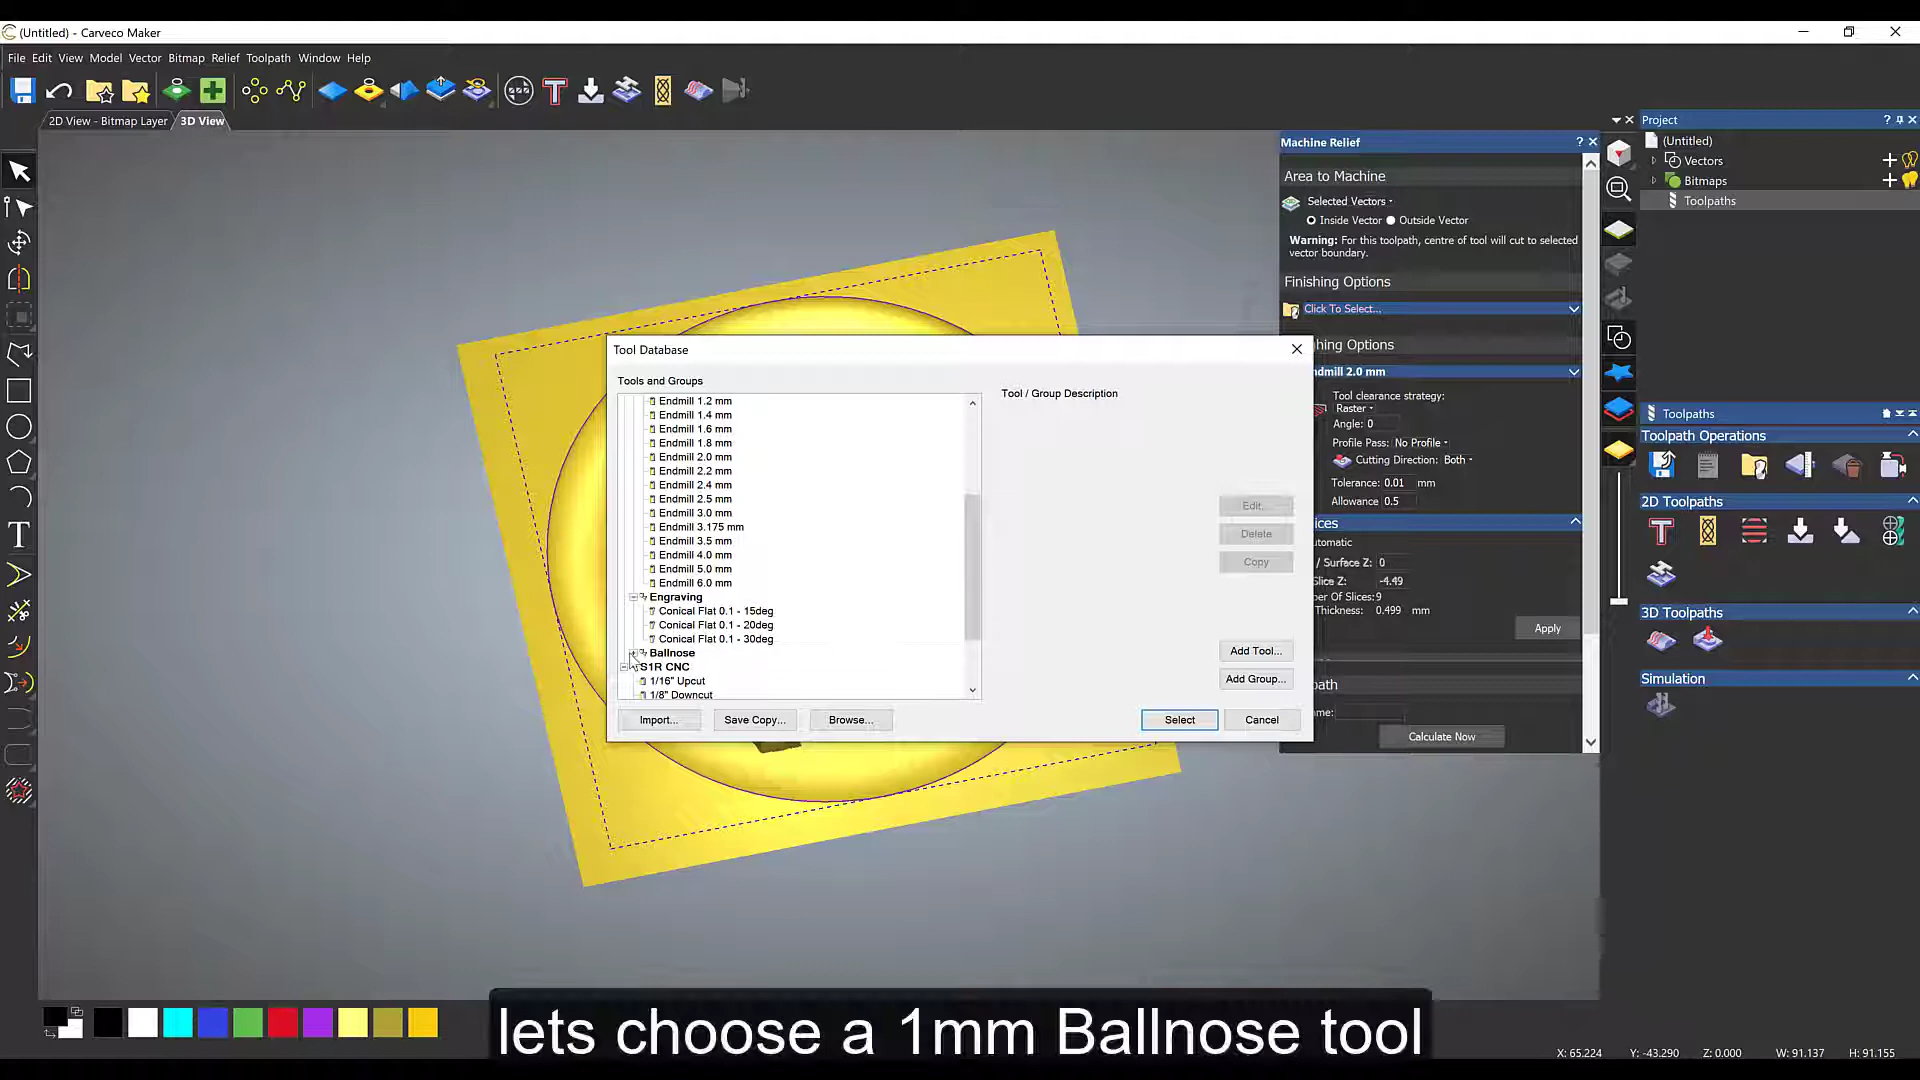 (Untitled) - Carveco Maker
File Edit View Model Vector Bitmap Relief Toolpath Window Help
2D View - Bitmap Layer
3D View
Machine Relief
Area to Machine
Selected Vectors
Inside Vector Outside Vector
Warning: For this toolpath, centre of tool will cut to selected
vector boundary.
Finishing Options
Click To Select...
hing Options
ndmill 2.0 mm
Tool clearance strategy:
Raster
Angle: 0
Profile Pass: No Profile
Cutting Direction: Both
Tolerance: 0.01 mm
Allowance 0.5
ices
utomatic
/ Surface Z: 0
lice Z: -4.49
er Of Slices: 9
Thickness: 0.499 mm
Apply
path
me:
Calculate Now
Project
(Untitled)
Vectors
Bitmaps
Toolpaths
Toolpaths
Toolpath Operations
2D Toolpaths
3D Toolpaths
Simulation
Tool Database
Tools and Groups
Tool / Group Description
Endmill 1.2 mm
Endmill 1.4 mm
Endmill 1.6 mm
Endmill 1.8 mm
Endmill 2.0 mm
Endmill 2.2 mm
Endmill 2.4 mm
Endmill 2.5 mm
Endmill 3.0 mm
Endmill 3.175 mm
Endmill 3.5 mm
Endmill 4.0 mm
Endmill 5.0 mm
Endmill 6.0 mm
Engraving
Conical Flat 0.1 - 15deg
Conical Flat 0.1 - 20deg
Conical Flat 0.1 - 30deg
Ballnose
S1R CNC
1/16" Upcut
1/8" Downcut
Edit...
Delete
Copy
Add Tool...
Add Group...
Import...
Save Copy...
Browse...
Select
Cancel
lets choose a 1mm Ballnose tool
X: 65.224 Y: -43.290 Z: 0.000 W: 91.137 H: 91.155